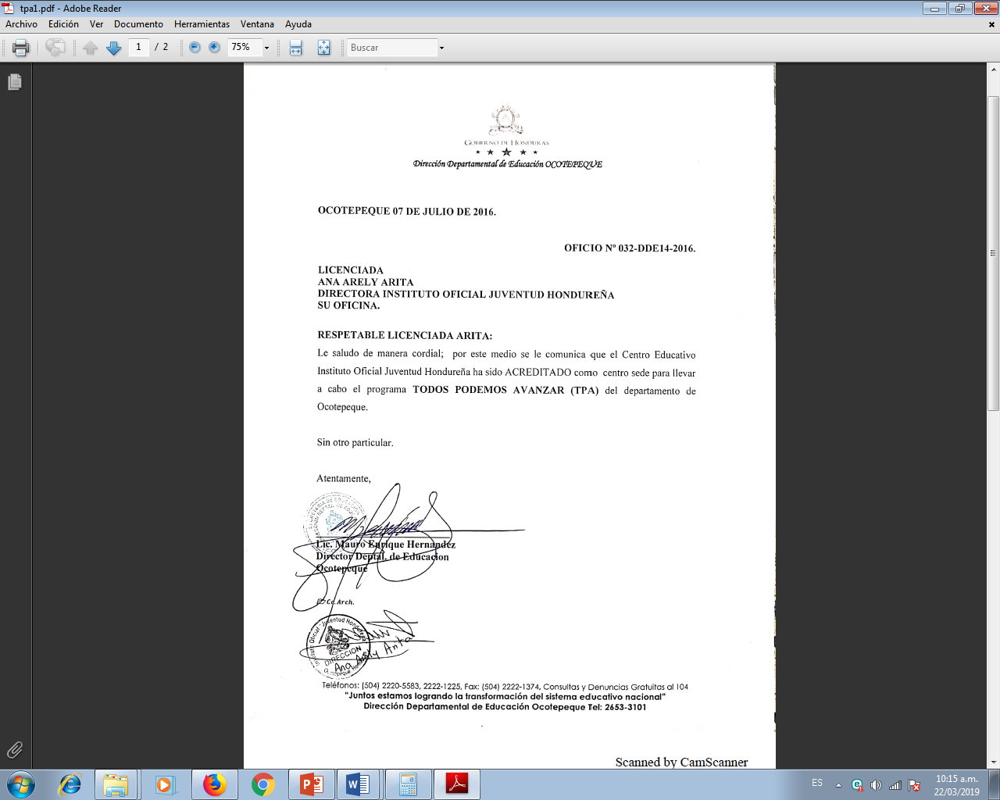 tpa1.pdf - Adobe Reader
Archivo Edición Ver Documento Herramientas Ventana Ayuda
1 / 2 75% Buscar
GOBIERNO DE HONDURAS
Dirección Departamental de Educación OCOTEPEQUE
OCOTEPEQUE 07 DE JULIO DE 2016.
OFICIO Nº 032-DDE14-2016.
LICENCIADA
ANA ARELY ARITA
DIRECTORA INSTITUTO OFICIAL JUVENTUD HONDUREÑA
SU OFICINA.
RESPETABLE LICENCIADA ARITA:
Le saludo de manera cordial; por este medio se le comunica que el Centro Educativo
Instituto Oficial Juventud Hondureña ha sido ACREDITADO como centro sede para llevar
a cabo el programa TODOS PODEMOS AVANZAR (TPA) del departamento de
Ocotepeque.
Sin otro particular.
Atentamente,
Lic. Mauro Enrique Hernandez
Director Deptal. de Educacion
Ocotepeque
Cc.Arch.
Instituto Oficial - Juventud Hondureña
DIRECCION
Ana Arely Arita
Teléfonos: (504) 2220-5583, 2222-1225, Fax: (504) 2222-1374, Consultas y Denuncias Gratuitas al 104
"Juntos estamos logrando la transformación del sistema educativo nacional"
Dirección Departamental de Educación Ocotepeque Tel: 2653-3101
Scanned by CamScanner
ES 10:15 a.m.
22/03/2019